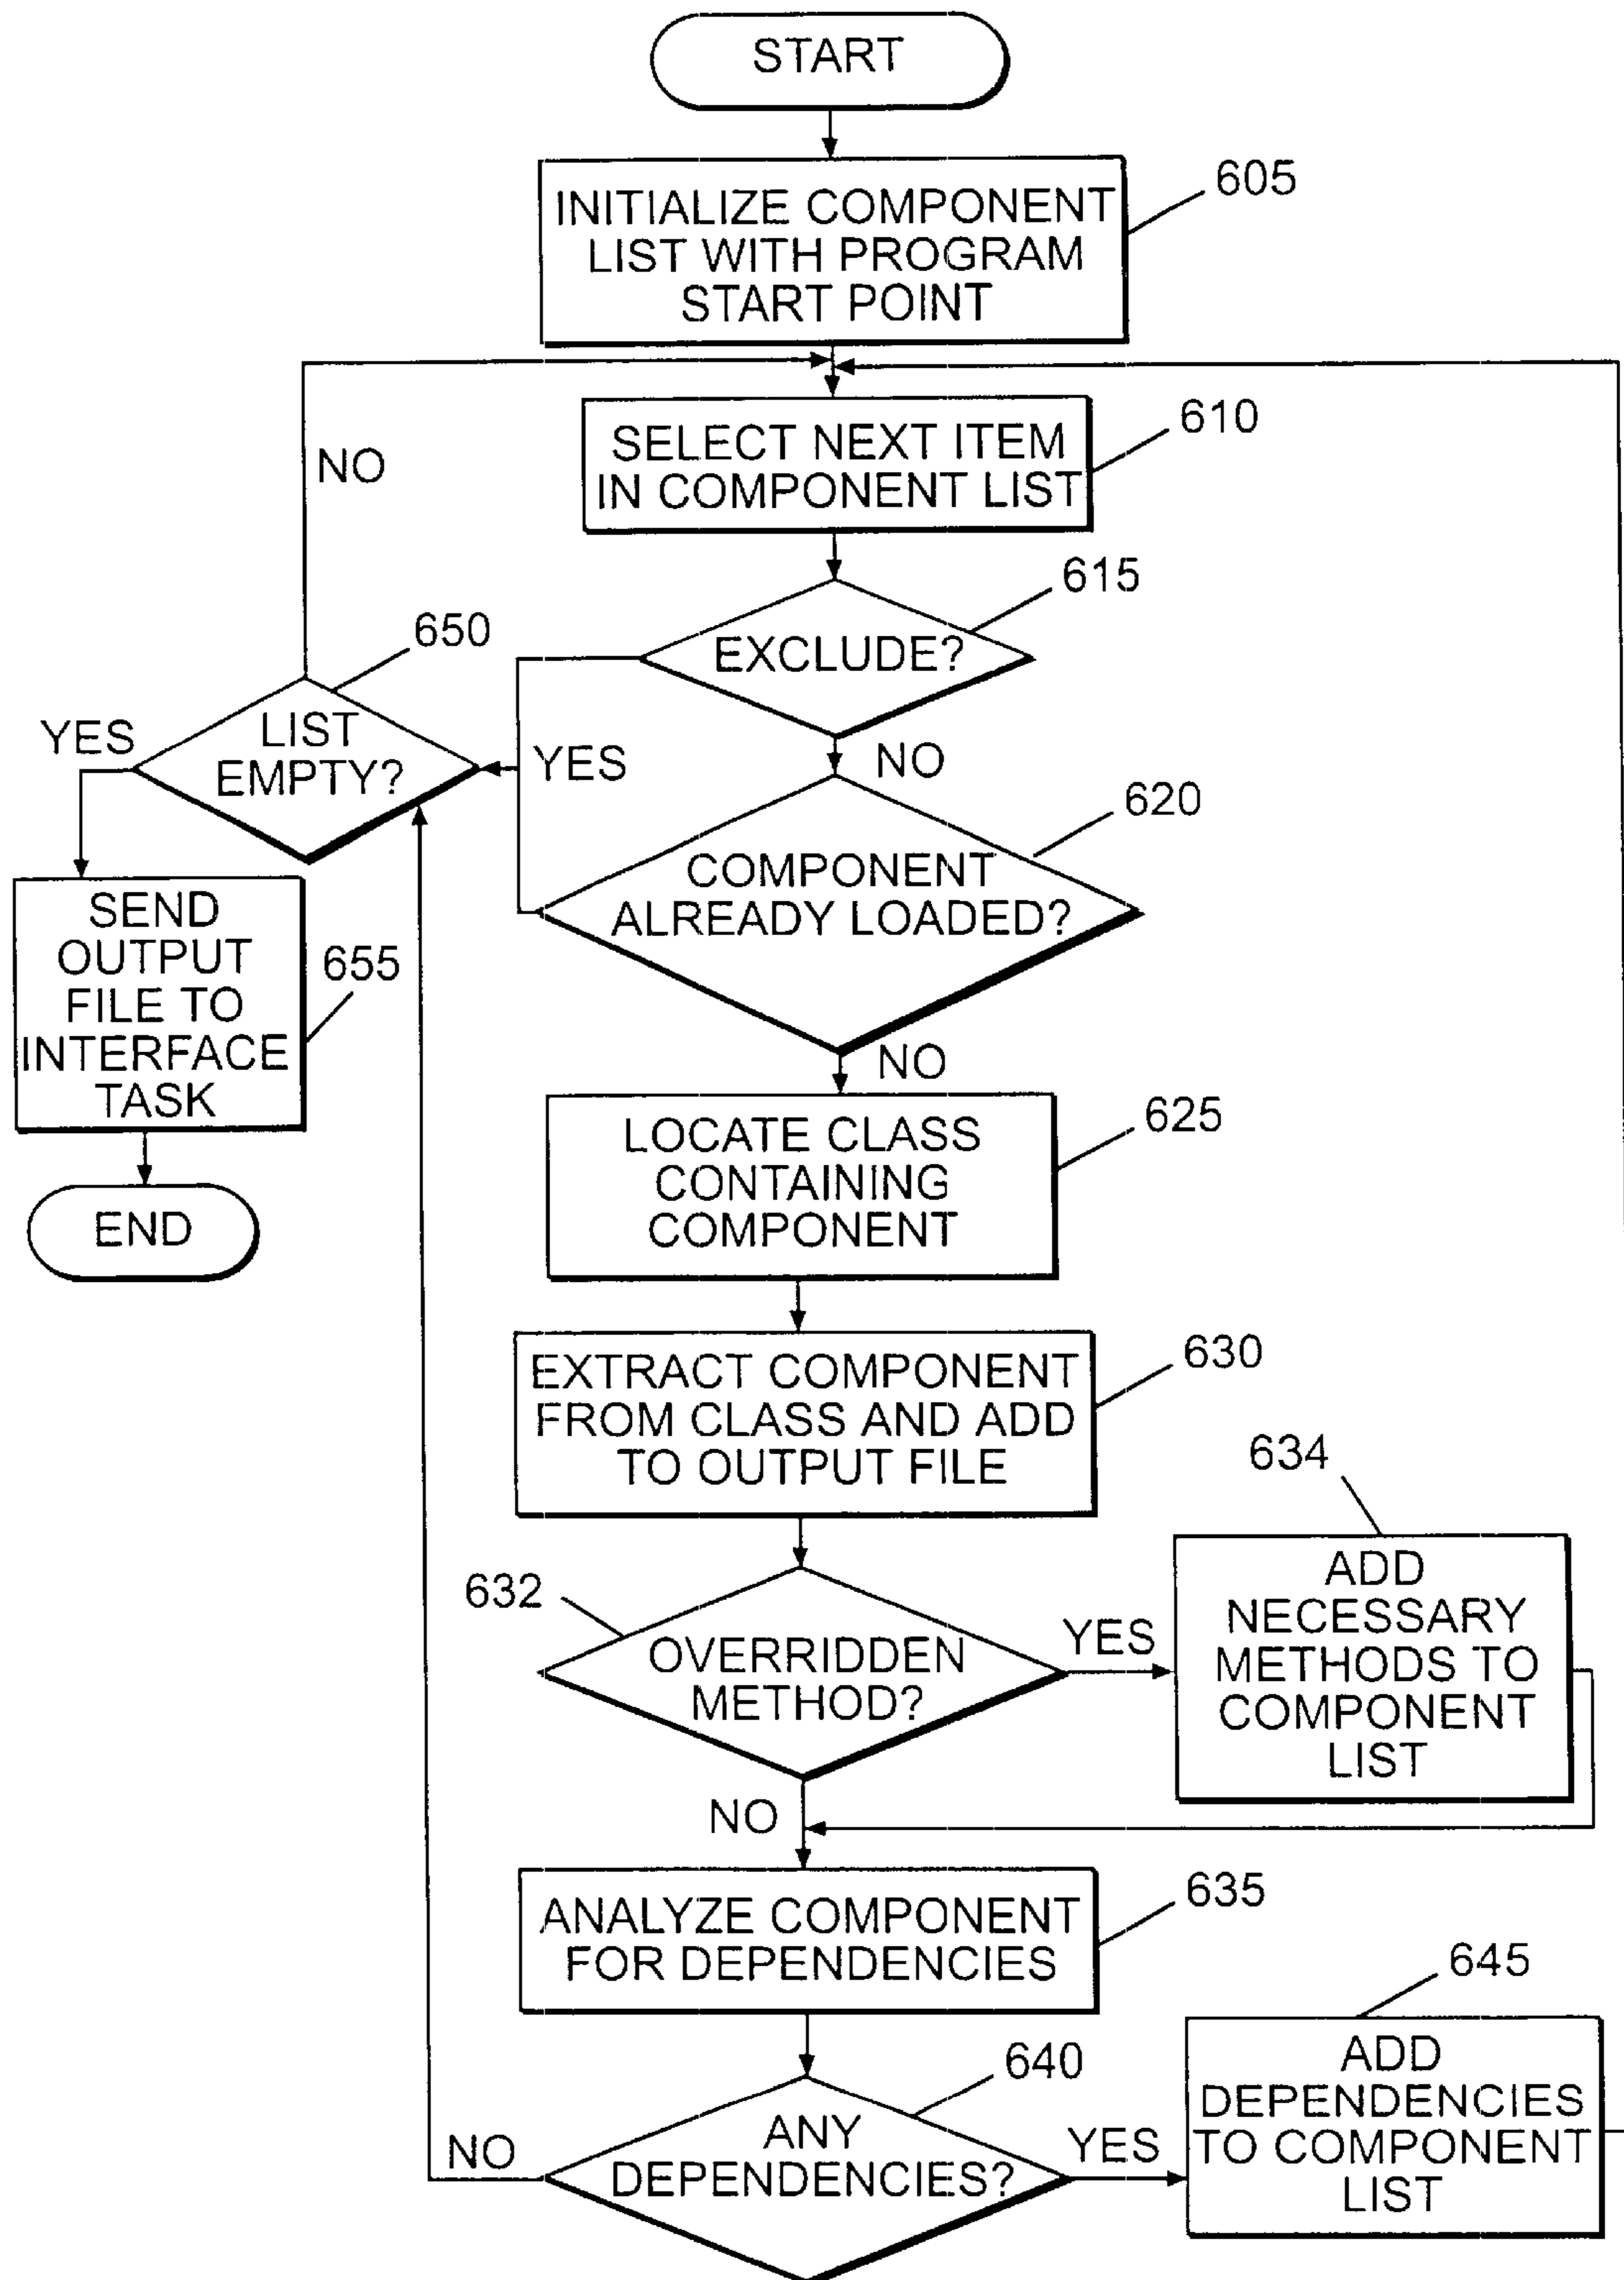 START
INITIALIZE COMPONENT
LIST WITH PROGRAM
START POINT
605
SELECT NEXT ITEM
IN COMPONENT LIST
610
NO
EXCLUDE?
615
650
LIST
EMPTY?
YES
YES
NO
COMPONENT
ALREADY LOADED?
620
SEND
OUTPUT
FILE TO
INTERFACE
TASK
655
END
NO
LOCATE CLASS
CONTAINING
COMPONENT
625
EXTRACT COMPONENT
FROM CLASS AND ADD
TO OUTPUT FILE
630
632
OVERRIDDEN
METHOD?
YES
634
ADD
NECESSARY
METHODS TO
COMPONENT
LIST
NO
ANALYZE COMPONENT
FOR DEPENDENCIES
635
640
ANY
DEPENDENCIES?
NO
YES
645
ADD
DEPENDENCIES
TO COMPONENT
LIST